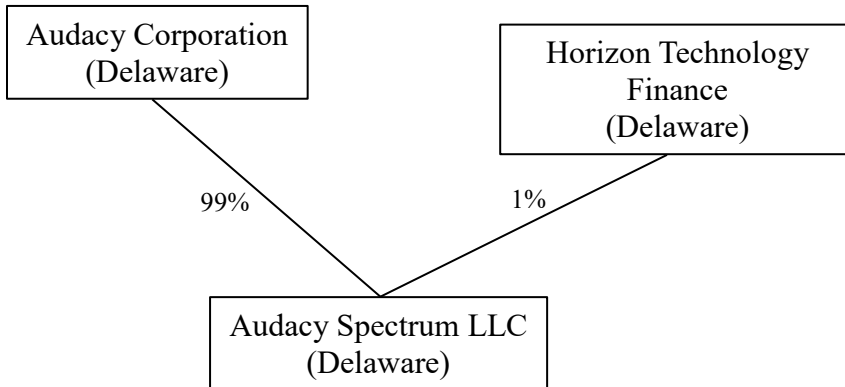 Audacy Corporation
(Delaware)
Horizon Technology
Finance
(Delaware)
99%
1%
Audacy Spectrum LLC
(Delaware)